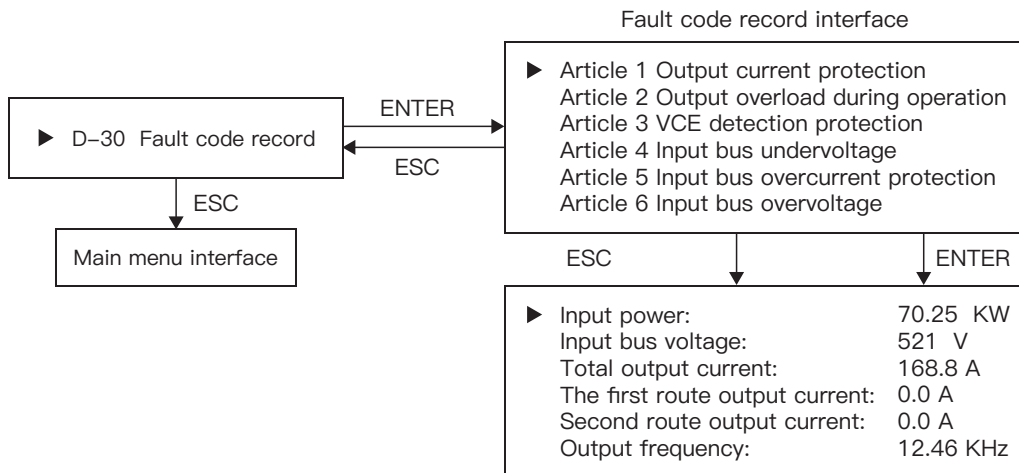 Fault code record interface
▶ Article 1 Output current protection
Article 2 Output overload during operation
Article 3 VCE detection protection
Article 4 Input bus undervoltage
Article 5 Input bus overcurrent protection
Article 6 Input bus overvoltage
ENTER
▶ D-30 Fault code record
ESC
ESC
Main menu interface
ESC
ENTER
▶ Input power: 70.25 KW
Input bus voltage: 521 V
Total output current: 168.8 A
The first route output current: 0.0 A
Second route output current: 0.0 A
Output frequency: 12.46 KHz